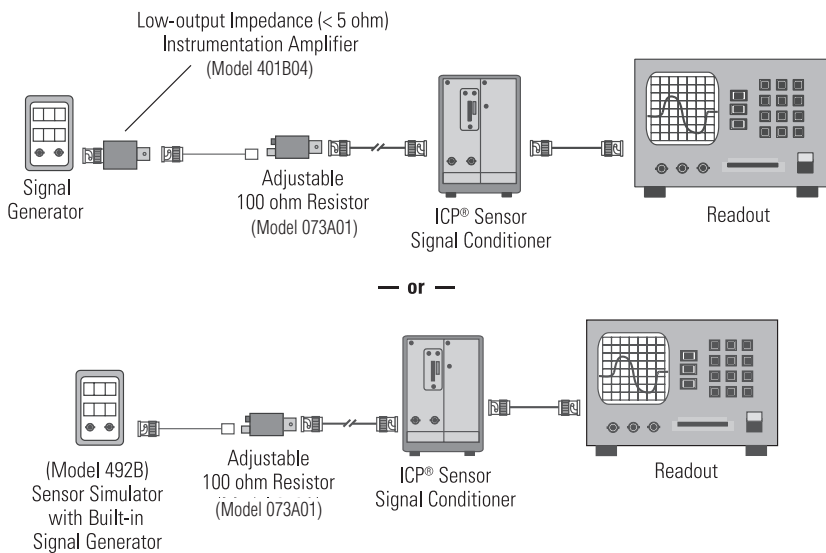 Low-output Impedance (< 5 ohm)
Instrumentation Amplifier
(Model 401B04)
Signal
Generator
Adjustable
100 ohm Resistor
(Model 073A01)
ICP® Sensor
Signal Conditioner
Readout
— or —
(Model 492B)
Sensor Simulator
with Built-in
Signal Generator
Adjustable
100 ohm Resistor
(Model 073A01)
ICP® Sensor
Signal Conditioner
Readout